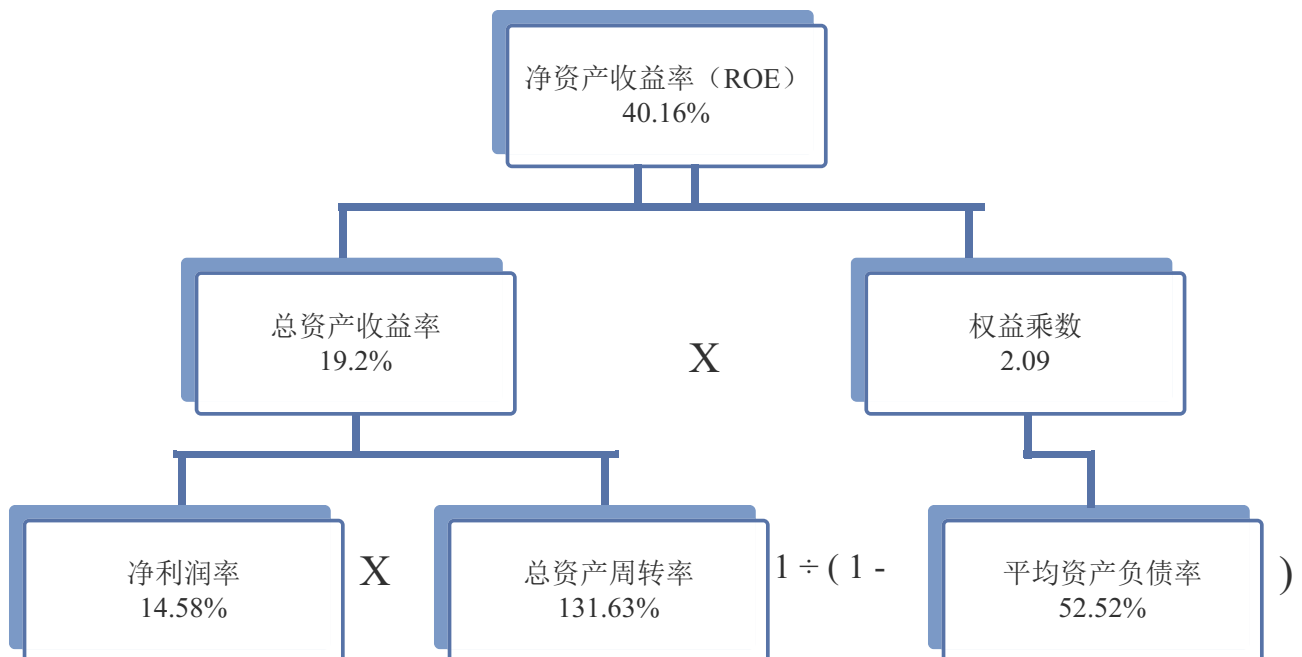 净资产收益率（ROE）
40.16%
总资产收益率
19.2%
X
权益乘数
2.09
净利润率
14.58%
X
总资产周转率
131.63%
1 ÷ ( 1 -
平均资产负债率
52.52%
)